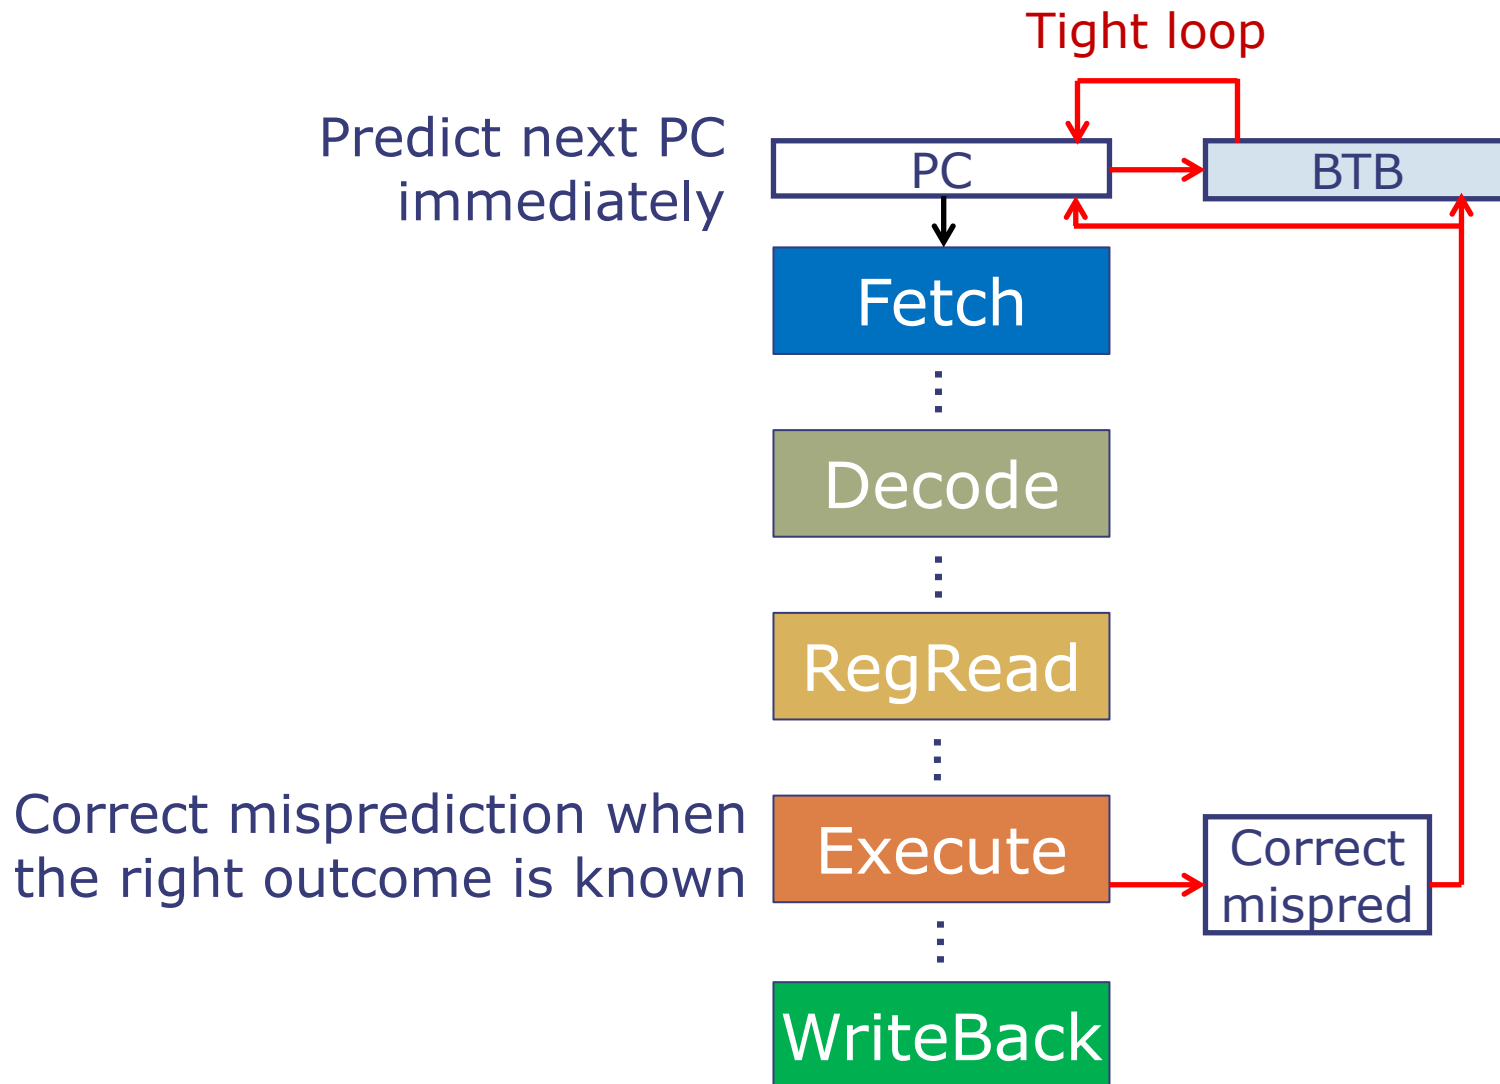 Tight loop
Predict next PC
immediately
PC
BTB
Fetch
Decode
RegRead
Correct misprediction when
the right outcome is known
Execute
Correct
mispred
WriteBack